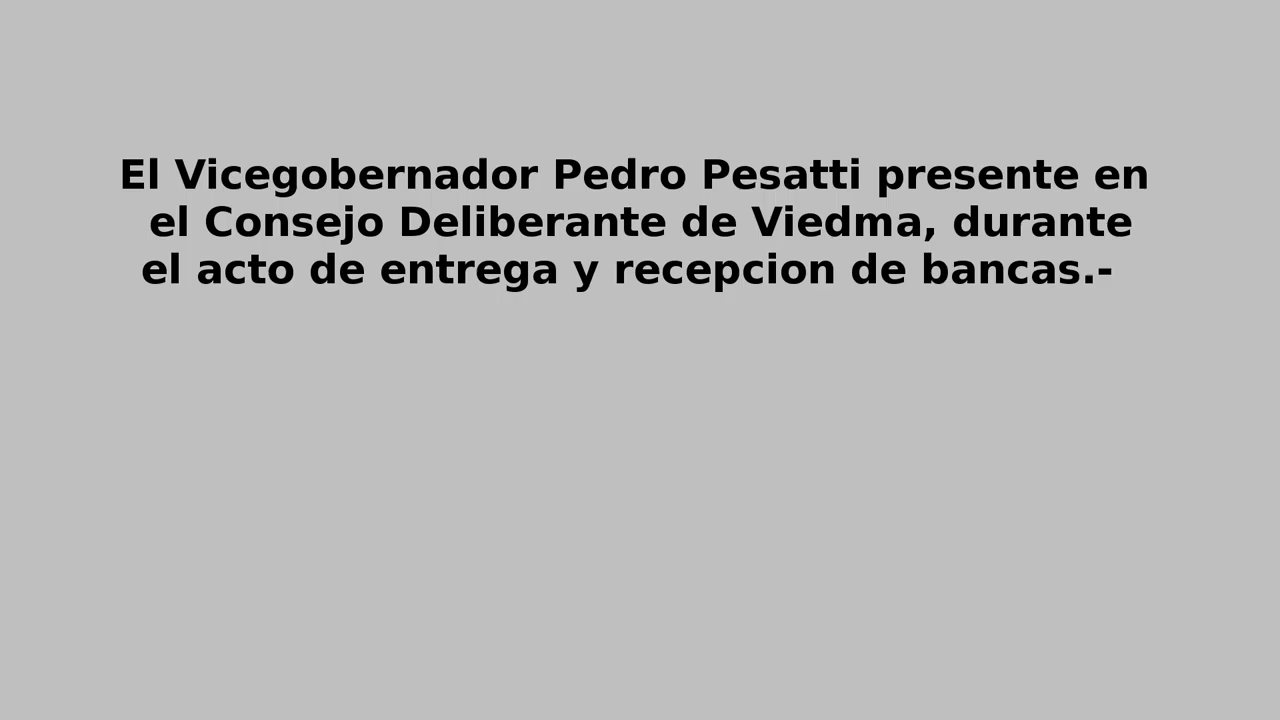 El Vicegobernador Pedro Pesatti presente en
el Consejo Deliberante de Viedma, durante
el acto de entrega y recepcion de bancas.-